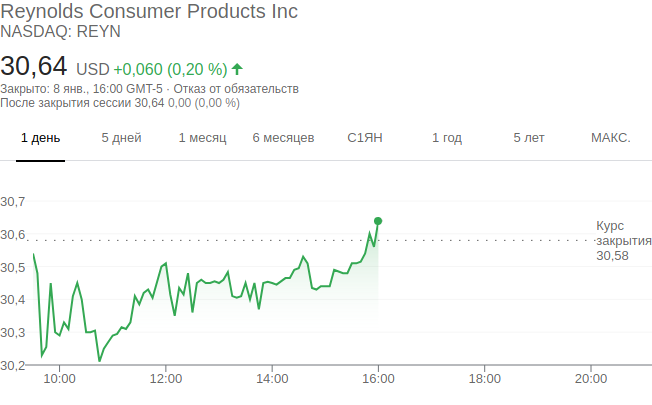 Reynolds Consumer Products Inc
NASDAQ: REYN
30,64 USD +0,060 (0,20 %)
Закрыто: 8 янв., 16:00 GMT-5 · Отказ от обязательств
После закрытия сессии 30,64 0,00 (0,00 %)
1 день 5 дней 1 месяц 6 месяцев С1ЯН 1 год 5 лет МАКС.
30,7
30,6
30,5
30,4
30,3
30,2
Курс
закрытия
30,58
10:00 12:00 14:00 16:00 18:00 20:00